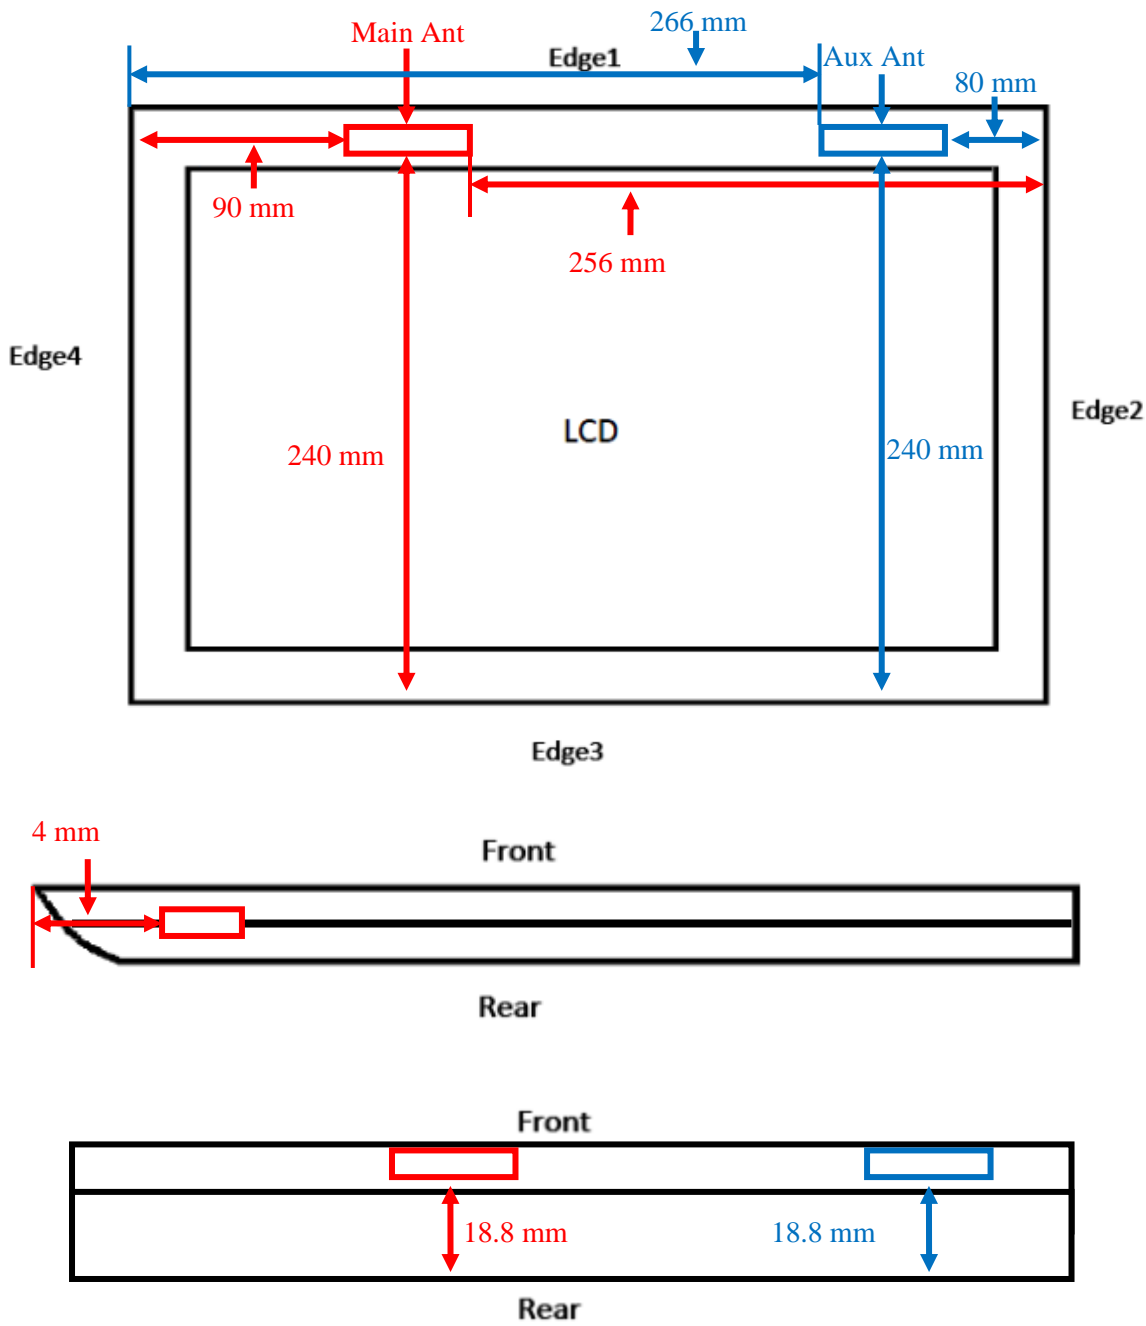 266 mm
Main Ant
Edge1
Aux Ant
80 mm
90 mm
256 mm
Edge4
Edge2
LCD
240 mm
240 mm
Edge3
4 mm
Front
Rear
Front
18.8 mm
18.8 mm
Rear